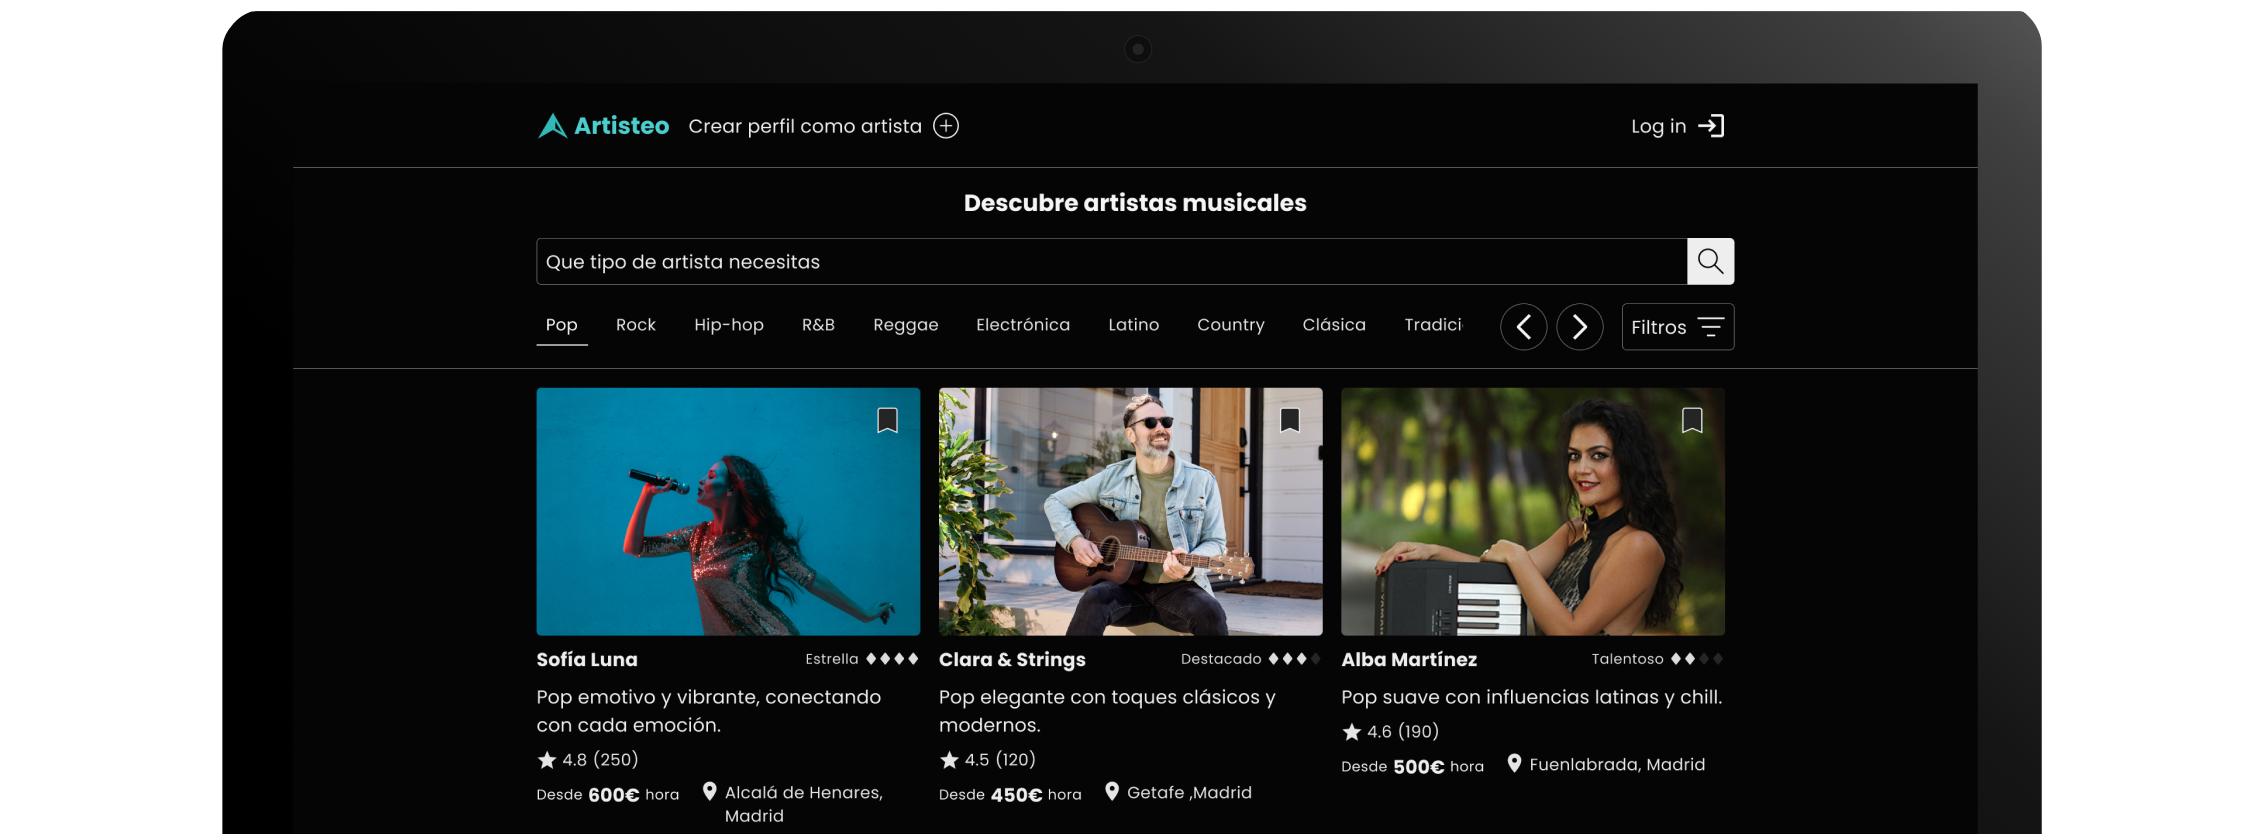 Artisteo
Crear perfil como artista
Log in
Descubre artistas musicales
Que tipo de artista necesitas
Pop Rock Hip-hop R&B Reggae Electrónica Latino Country Clásica Tradici
Filtros
Sofía Luna
Estrella
Pop emotivo y vibrante, conectando
con cada emoción.
4.8 (250)
Desde 600€ hora
Alcalá de Henares,
Madrid
Clara & Strings
Destacado
Pop elegante con toques clásicos y
modernos.
4.5 (120)
Desde 450€ hora
Getafe ,Madrid
Alba Martínez
Talentoso
Pop suave con influencias latinas y chill.
4.6 (190)
Desde 500€ hora
Fuenlabrada, Madrid